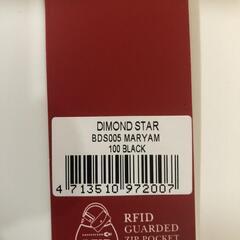 DIMOND STAR
BDS005 MARYAM
100 BLACK
4 713510 972007
RFID
GUARDED
ZIP POCKET